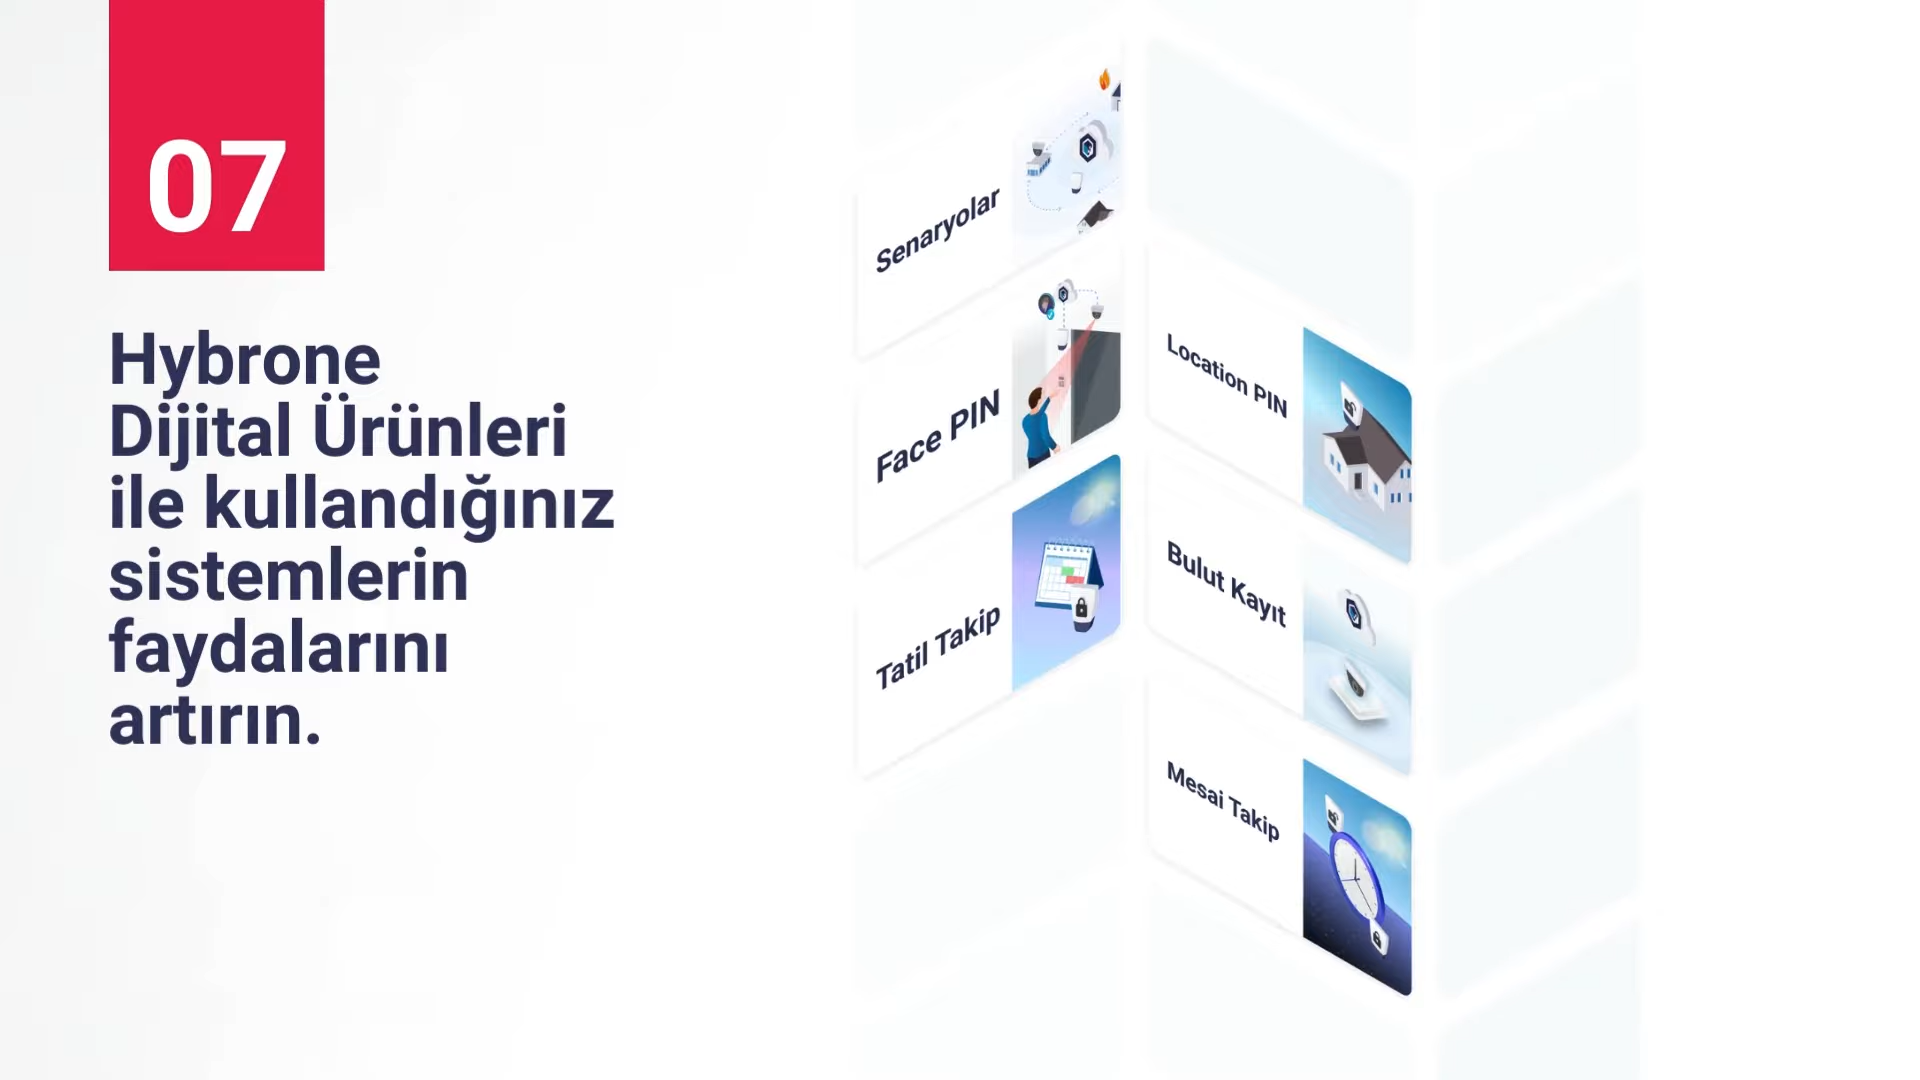 07
Hybrone
Dijital Ürünleri
ile kullandığınız
sistemlerin
faydalarını
artırın.
Senaryolar
Face PIN
Tatil Takip
Location PIN
Bulut Kayıt
Mesai Takip